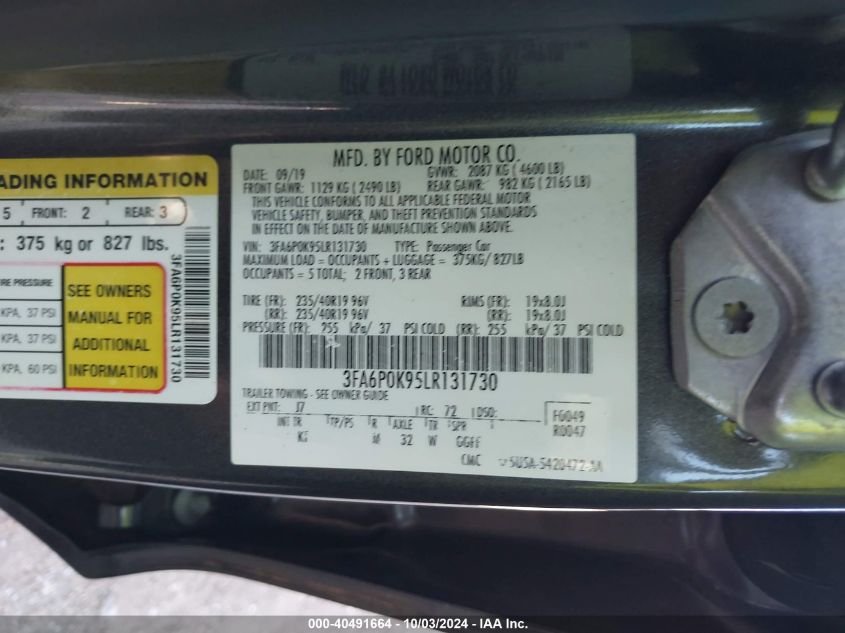 MFD. BY FORD MOTOR CO.
DATE: 09/19 GVWR: 2087 KG ( 4600 LB)
FRONT GAWR: 1129 KG ( 2490 LB) REAR GAWR: 982 KG ( 2165 LB)
THIS VEHICLE CONFORMS TO ALL APPLICABLE FEDERAL MOTOR
VEHICLE SAFETY, BUMPER, AND THEFT PREVENTION STANDARDS
IN EFFECT ON THE DATE OF MANUFACTURE SHOWN ABOVE.
VIN: 3FA6P0K95LR131730 TYPE: Passenger Car
MAXIMUM LOAD = OCCUPANTS + LUGGAGE = 375KG/ 827LB
OCCUPANTS = 5 TOTAL; 2 FRONT, 3 REAR
TIRE (FR): 235/40R19 96V RIMS (FR): 19x8.0J
(RR): 235/40R19 96V (RR): 19x8.0J
PRESSURE (FR): 255 kPa/ 37 PSI COLD (RR): 255 kPa/ 37 PSI COLD
3FA6P0K95LR131730
TRAILER TOWING - SEE OWNER GUIDE
EXT PNT: J7 RC: 72 DSO:
F0049
R0047
INT TR TP/PS R AXLE TR SPR
32 W GGFF
CMC 5U5A-5420472-AA
ADING INFORMATION
5 FRONT: 2 REAR: 3
: 375 kg or 827 lbs.
RE PRESSURE
KPA, 37 PSI
KPA, 37 PSI
KPA, 60 PSI
SEE OWNERS
MANUAL FOR
ADDITIONAL
INFORMATION
3FA6P0K95LR131730
000-40491664 - 10/03/2024 - IAA Inc.